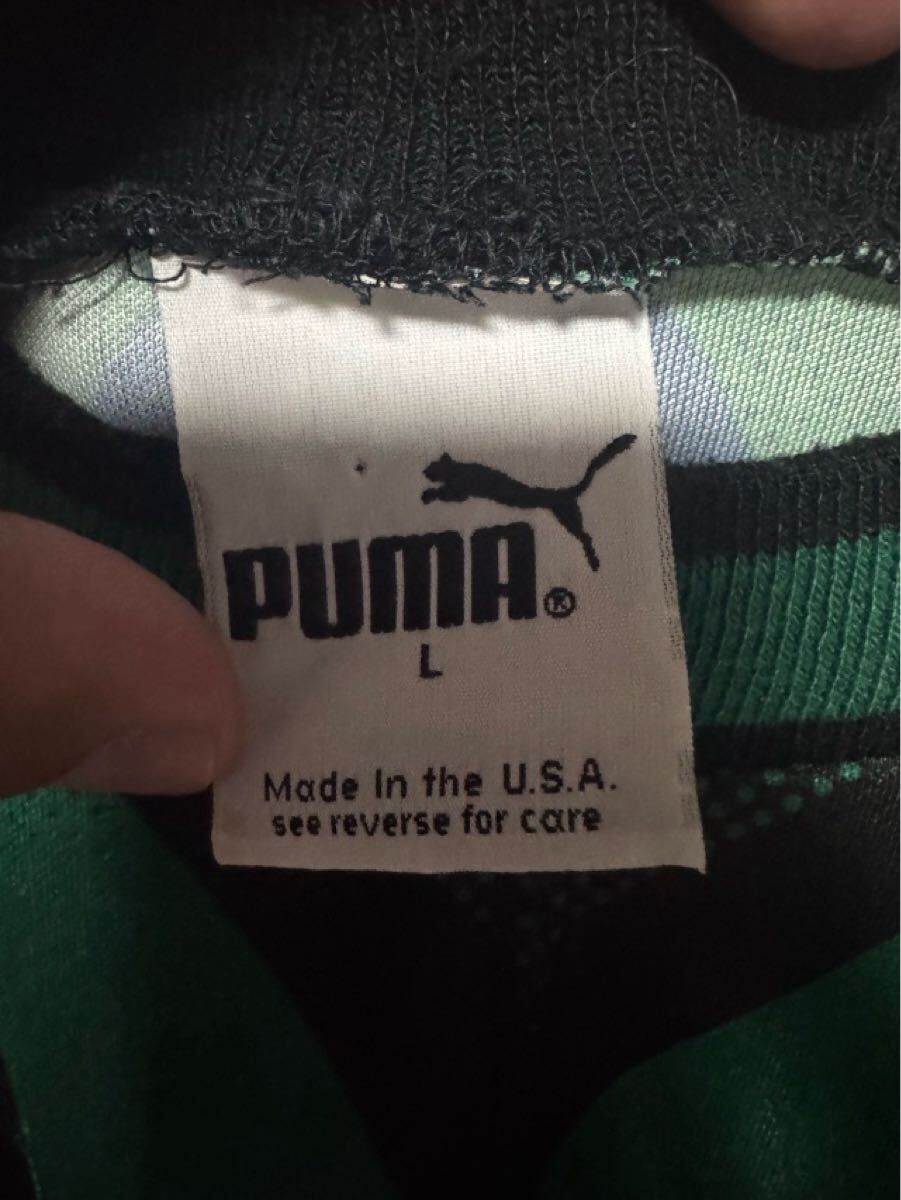 PUMA®
L
Made In the U.S.A.
see reverse for care